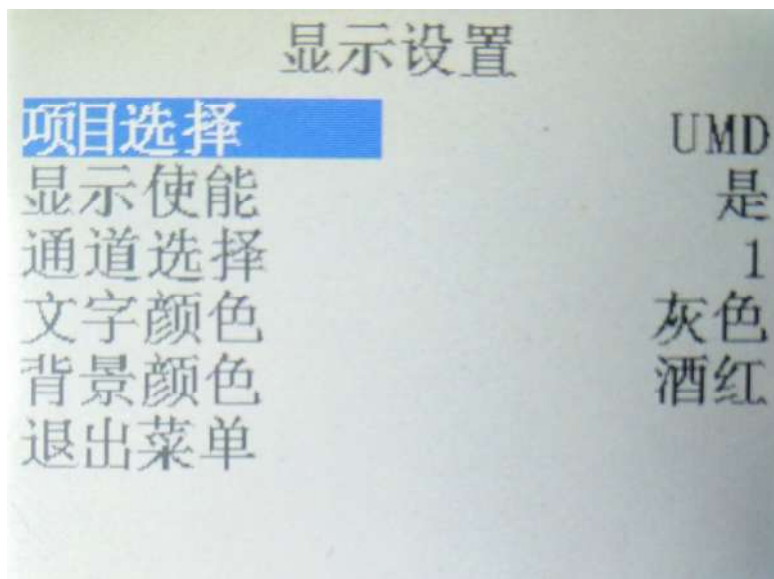 显示设置
项目选择 UMD
显示使能 是
通道选择 1
文字颜色 灰色
背景颜色 酒红
退出菜单